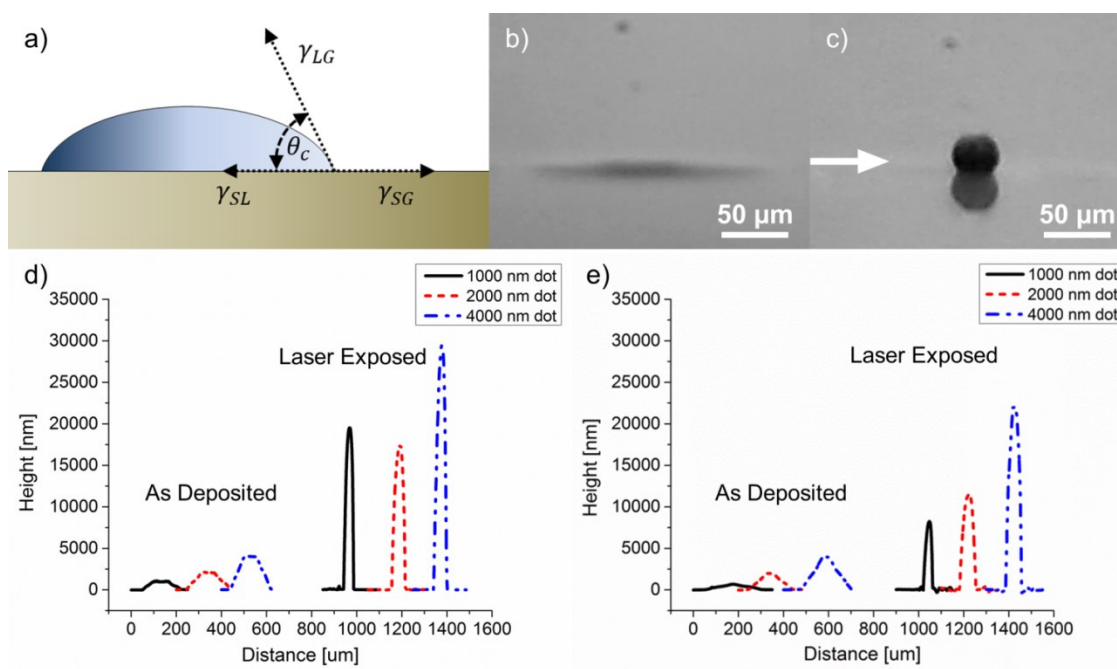 a)
γLG
θc
γSL
γSG
b)
50 µm
c)
50 µm
d)
1000 nm dot
2000 nm dot
4000 nm dot
Laser Exposed
As Deposited
Height [nm]
35000
30000
25000
20000
15000
10000
5000
0
0 200 400 600 800 1000 1200 1400 1600
Distance [um]
e)
1000 nm dot
2000 nm dot
4000 nm dot
Laser Exposed
As Deposited
Height [nm]
35000
30000
25000
20000
15000
10000
5000
0
0 200 400 600 800 1000 1200 1400 1600
Distance [um]